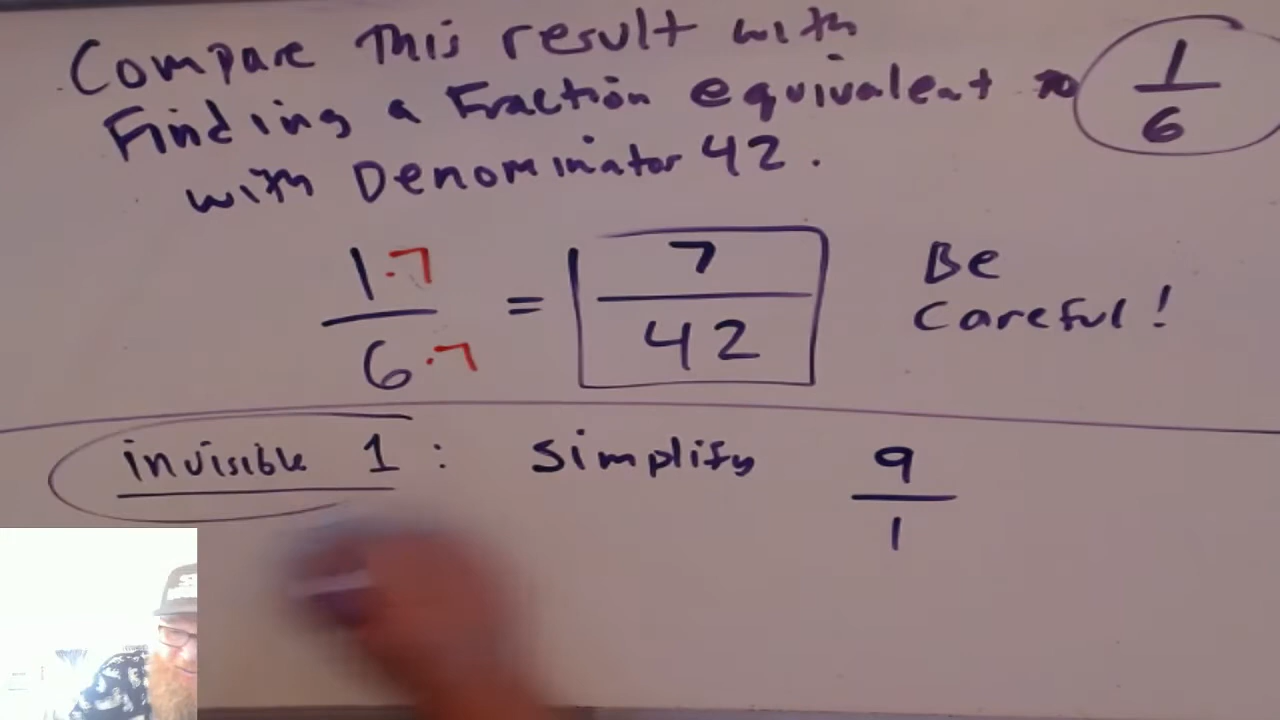 Compare This result with
Finding a Fraction equivalent to 1/6
with Denominator 42.
1·7/6·7 = 7/42 Be Careful!
invisible 1: simplify 9/1